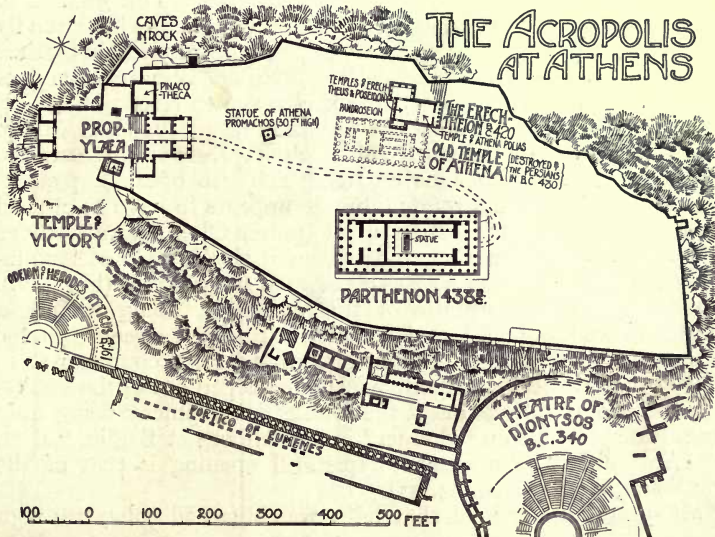 THE ACROPOLIS
AT ATHENS
CAVES
IN ROCK
PINACO-
THECA
PROP-
YLÆA
STATUE OF ATHENA
PROMACHOS (30 FT HIGH)
TEMPLES OF ERECH-
THEUS & POSEIDON
PANDROSEION
THE ERECH-
THEION 420
TEMPLE OF ATHENA POLIAS
OLD TEMPLE
OF ATHENA
DESTROYED BY
THE PERSIANS
IN B.C 480
TEMPLE OF
VICTORY
STATUE
PARTHENON 438 B.C.
ODEION OF HERODES ATTICUS
PORTICO OF EUMENES
THEATRE OF
DIONYSOS
B.C. 340
100 0 100 200 300 400 500 FEET